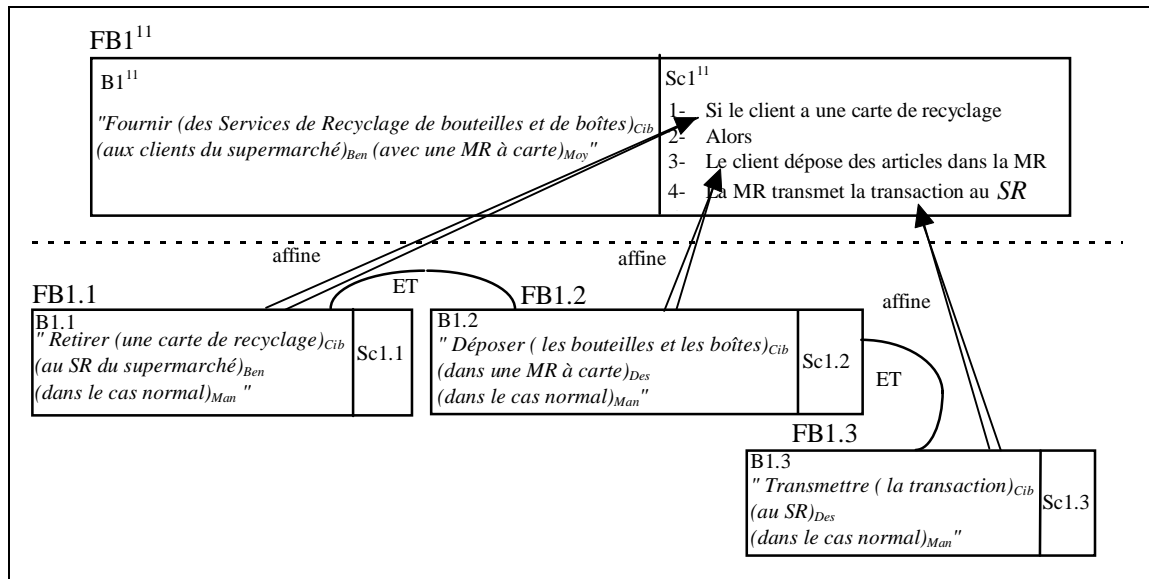 FB1¹¹
B1¹¹
"Fournir (des Services de Recyclage de bouteilles et de boîtes)Cib
(aux clients du supermarché)Ben (avec une MR à carte)Moy"
Sc1¹¹
1- Si le client a une carte de recyclage
2- Alors
3- Le client dépose des articles dans la MR
4- La MR transmet la transaction au SR
affine
affine
affine
ET
ET
FB1.1
B1.1
" Retirer (une carte de recyclage)Cib
(au SR du supermarché)Ben
(dans le cas normal)Man "
Sc1.1
FB1.2
B1.2
" Déposer ( les bouteilles et les boîtes)Cib
(dans une MR à carte)Des
(dans le cas normal)Man"
Sc1.2
FB1.3
B1.3
" Transmettre ( la transaction)Cib
(au SR)Des
(dans le cas normal)Man"
Sc1.3